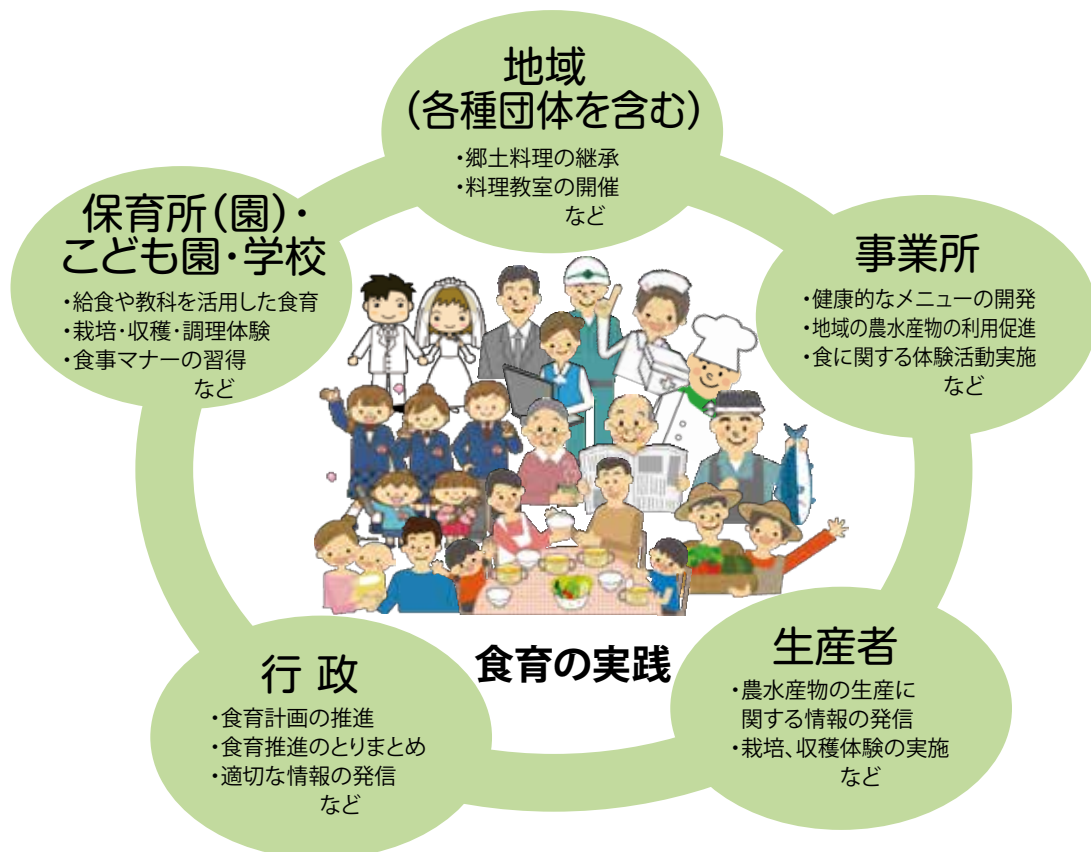 地域
(各種団体を含む)
・郷土料理の継承
・料理教室の開催
など
保育所(園)・
こども園・学校
・給食や教科を活用した食育
・栽培・収穫・調理体験
・食事マナーの習得
など
事業所
・健康的なメニューの開発
・地域の農水産物の利用促進
・食に関する体験活動実施
など
食育の実践
行 政
・食育計画の推進
・食育推進のとりまとめ
・適切な情報の発信
など
生産者
・農水産物の生産に
関する情報の発信
・栽培、収穫体験の実施
など